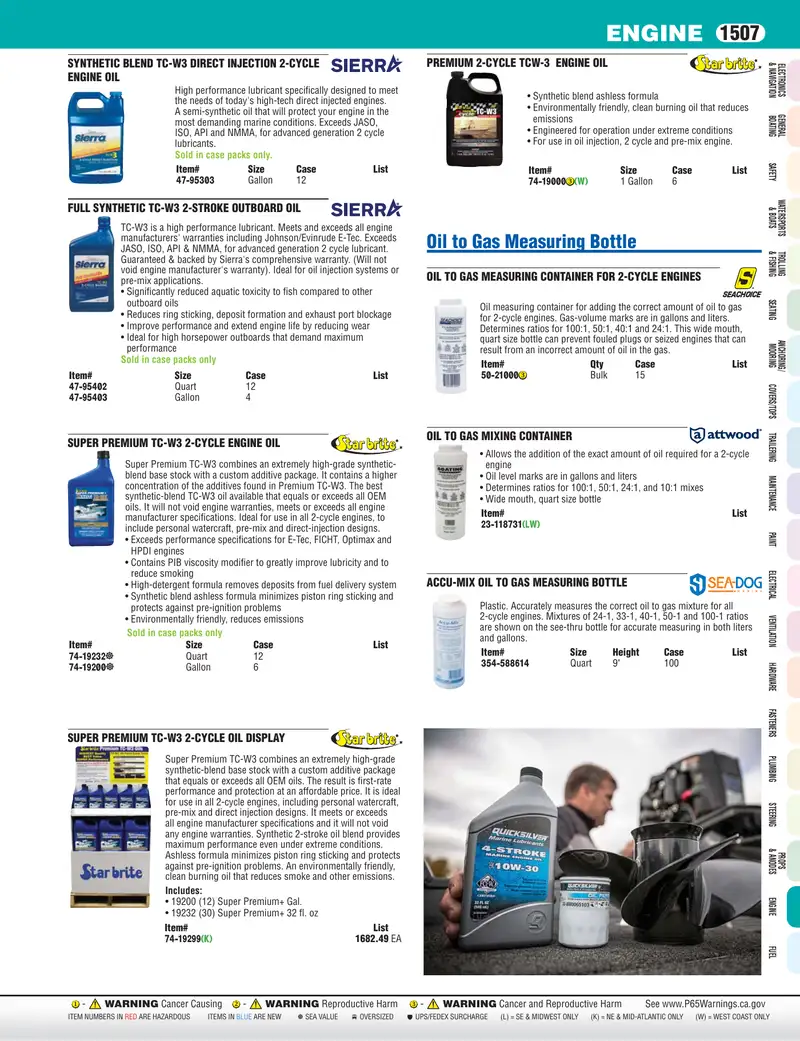 ENGINE 1507
SYNTHETIC BLEND TC-W3 DIRECT INJECTION 2-CYCLE
ENGINE OIL
SIERRA
High performance lubricant specifically designed to meet
the needs of today's high-tech direct injected engines.
A semi-synthetic oil that will protect your engine in the
most demanding marine conditions. Exceeds JASO,
ISO, API and NMMA, for advanced generation 2 cycle
lubricants.
Sold in case packs only.
Item# Size Case List
47-95303 Gallon 12
FULL SYNTHETIC TC-W3 2-STROKE OUTBOARD OIL
SIERRA
TC-W3 is a high performance lubricant. Meets and exceeds all engine
manufacturers' warranties including Johnson/Evinrude E-Tec. Exceeds
JASO, ISO, API & NMMA, for advanced generation 2 cycle lubricant.
Guaranteed & backed by Sierra's comprehensive warranty. (Will not
void engine manufacturer's warranty). Ideal for oil injection systems or
pre-mix applications.
• Significantly reduced aquatic toxicity to fish compared to other
outboard oils
• Reduces ring sticking, deposit formation and exhaust port blockage
• Improve performance and extend engine life by reducing wear
• Ideal for high horsepower outboards that demand maximum
performance
Sold in case packs only
Item# Size Case List
47-95402 Quart 12
47-95403 Gallon 4
SUPER PREMIUM TC-W3 2-CYCLE ENGINE OIL
Star brite
Super Premium TC-W3 combines an extremely high-grade synthetic-
blend base stock with a custom additive package. It contains a higher
concentration of the additives found in Premium TC-W3. The best
synthetic-blend TC-W3 oil available that equals or exceeds all OEM
oils. It will not void engine warranties, meets or exceeds all engine
manufacturer specifications. Ideal for use in all 2-cycle engines, to
include personal watercraft, pre-mix and direct-injection designs.
• Exceeds performance specifications for E-Tec, FICHT, Optimax and
HPDI engines
• Contains PIB viscosity modifier to greatly improve lubricity and to
reduce smoking
• High-detergent formula removes deposits from fuel delivery system
• Synthetic blend ashless formula minimizes piston ring sticking and
protects against pre-ignition problems
• Environmentally friendly, reduces emissions
Sold in case packs only
Item# Size Case List
74-19232 Quart 12
74-19200 Gallon 6
SUPER PREMIUM TC-W3 2-CYCLE OIL DISPLAY
Star brite
Super Premium TC-W3 combines an extremely high-grade
synthetic-blend base stock with a custom additive package
that equals or exceeds all OEM oils. The result is first-rate
performance and protection at an affordable price. It is ideal
for use in all 2-cycle engines, including personal watercraft,
pre-mix and direct injection designs. It meets or exceeds
all engine manufacturer specifications and it will not void
any engine warranties. Synthetic 2-stroke oil blend provides
maximum performance even under extreme conditions.
Ashless formula minimizes piston ring sticking and protects
against pre-ignition problems. An environmentally friendly,
clean burning oil that reduces smoke and other emissions.
Includes:
• 19200 (12) Super Premium+ Gal.
• 19232 (30) Super Premium+ 32 fl. oz
Item# List
74-19299(K) 1682.49 EA
PREMIUM 2-CYCLE TCW-3 ENGINE OIL
Star brite
• Synthetic blend ashless formula
• Environmentally friendly, clean burning oil that reduces
emissions
• Engineered for operation under extreme conditions
• For use in oil injection, 2 cycle and pre-mix engine.
Item# Size Case List
74-19000 3 (W) 1 Gallon 6
Oil to Gas Measuring Bottle
OIL TO GAS MEASURING CONTAINER FOR 2-CYCLE ENGINES
SEACHOICE
Oil measuring container for adding the correct amount of oil to gas
for 2-cycle engines. Gas-volume marks are in gallons and liters.
Determines ratios for 100:1, 50:1, 40:1 and 24:1. This wide mouth,
quart size bottle can prevent fouled plugs or seized engines that can
result from an incorrect amount of oil in the gas.
Item# Qty Case List
50-21000 3 Bulk 15
OIL TO GAS MIXING CONTAINER
attwood
• Allows the addition of the exact amount of oil required for a 2-cycle
engine
• Oil level marks are in gallons and liters
• Determines ratios for 100:1, 50:1, 24:1, and 10:1 mixes
• Wide mouth, quart size bottle
Item# List
23-118731(LW)
ACCU-MIX OIL TO GAS MEASURING BOTTLE
SEA-DOG
Plastic. Accurately measures the correct oil to gas mixture for all
2-cycle engines. Mixtures of 24-1, 33-1, 40-1, 50-1 and 100-1 ratios
are shown on the see-thru bottle for accurate measuring in both liters
and gallons.
Item# Size Height Case List
354-588614 Quart 9" 100
QUICKSILVER
Marine Lubricants
4-STROKE
MARINE ENGINE OIL
10W-30
QUICKSILVER
ELECTRONICS
& NAVIGATION
GENERAL
BOATING
SAFETY
WATERSPORTS
& BOATS
TROLLING
& FISHING
SEATING
ANCHORING/
MOORING
COVERS/TOPS
TRAILERING
MAINTENANCE
PAINT
ELECTRICAL
VENTILATION
HARDWARE
FASTENERS
PLUMBING
STEERING
PROPS
& ANODES
ENGINE
FUEL
1 - WARNING Cancer Causing 2 - WARNING Reproductive Harm 3 - WARNING Cancer and Reproductive Harm See www.P65Warnings.ca.gov
ITEM NUMBERS IN RED ARE HAZARDOUS ITEMS IN BLUE ARE NEW SEA VALUE OVERSIZED UPS/FEDEX SURCHARGE (L) = SE & MIDWEST ONLY (K) = NE & MID-ATLANTIC ONLY (W) = WEST COAST ONLY